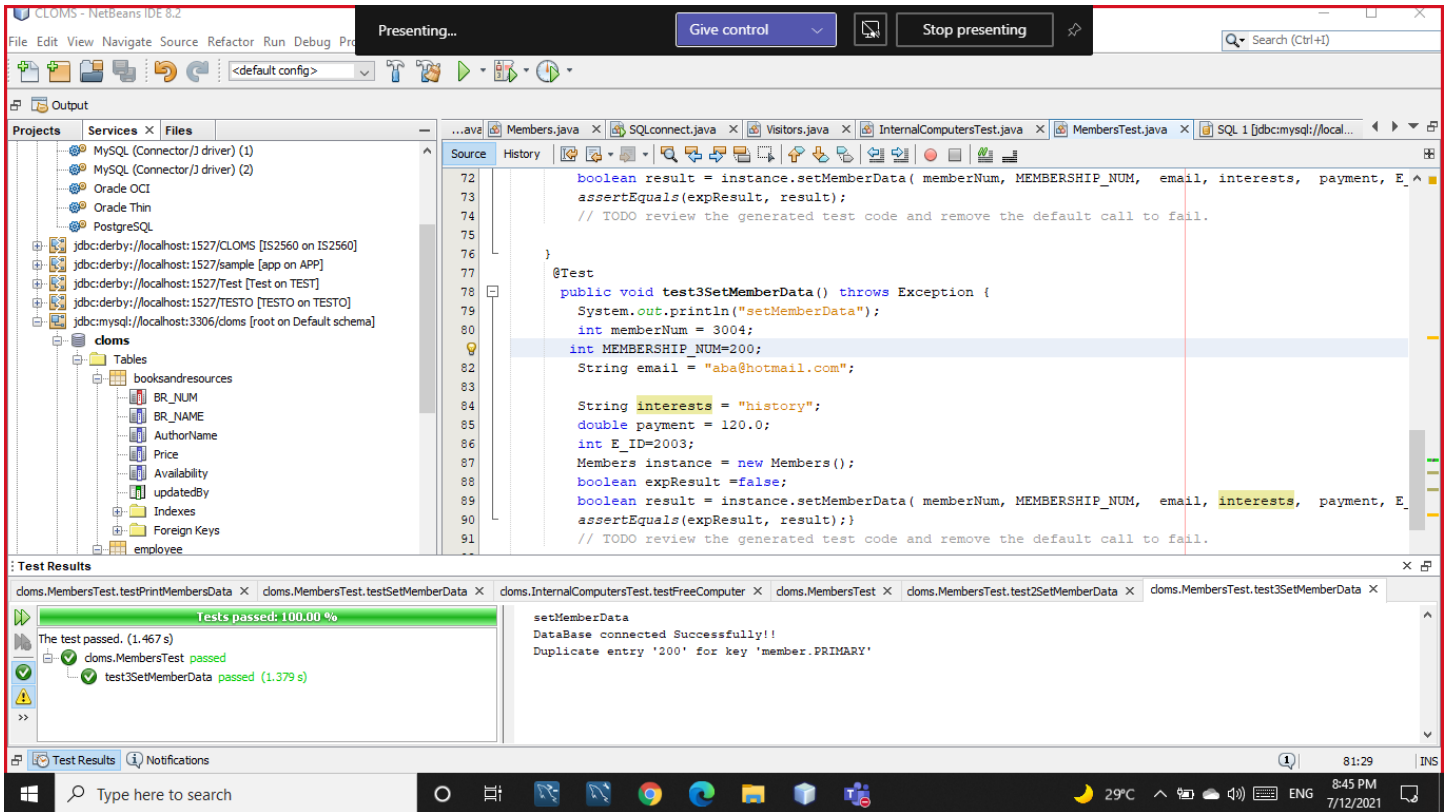 CLOMS - NetBeans IDE 8.2
Presenting...
Give control
Stop presenting
File Edit View Navigate Source Refactor Run Debug Pro
Search (Ctrl+I)
<default config>
Output
Projects Services Files
...ava Members.java SQLconnect.java Visitors.java InternalComputersTest.java MembersTest.java SQL 1 [jdbc:mysql://local...
Source History
MySQL (Connector/J driver) (1)
MySQL (Connector/J driver) (2)
Oracle OCI
Oracle Thin
PostgreSQL
jdbc:derby://localhost:1527/CLOMS [IS2560 on IS2560]
jdbc:derby://localhost:1527/sample [app on APP]
jdbc:derby://localhost:1527/Test [Test on TEST]
jdbc:derby://localhost:1527/TESTO [TESTO on TESTO]
jdbc:mysql://localhost:3306/cloms [root on Default schema]
cloms
Tables
booksandresources
BR_NUM
BR_NAME
AuthorName
Price
Availability
updatedBy
Indexes
Foreign Keys
employee
72 boolean result = instance.setMemberData( memberNum, MEMBERSHIP_NUM, email, interests, payment, E_
73 assertEquals(expResult, result);
74 // TODO review the generated test code and remove the default call to fail.
75
76 }
77 @Test
78 public void test3SetMemberData() throws Exception {
79 System.out.println("setMemberData");
80 int memberNum = 3004;
int MEMBERSHIP_NUM=200;
82 String email = "aba@hotmail.com";
83
84 String interests = "history";
85 double payment = 120.0;
86 int E_ID=2003;
87 Members instance = new Members();
88 boolean expResult =false;
89 boolean result = instance.setMemberData( memberNum, MEMBERSHIP_NUM, email, interests, payment, E_
90 assertEquals(expResult, result);}
91 // TODO review the generated test code and remove the default call to fail.
Test Results
cloms.MembersTest.testPrintMembersData cloms.MembersTest.testSetMemberData cloms.InternalComputersTest.testFreeComputer cloms.MembersTest cloms.MembersTest.test2SetMemberData cloms.MembersTest.test3SetMemberData
Tests passed: 100.00 %
The test passed. (1.467 s)
cloms.MembersTest passed
test3SetMemberData passed (1.379 s)
setMemberData
DataBase connected Successfully!!
Duplicate entry '200' for key 'member.PRIMARY'
Test Results Notifications
1
81:29
INS
Type here to search
29°C
ENG
8:45 PM
7/12/2021